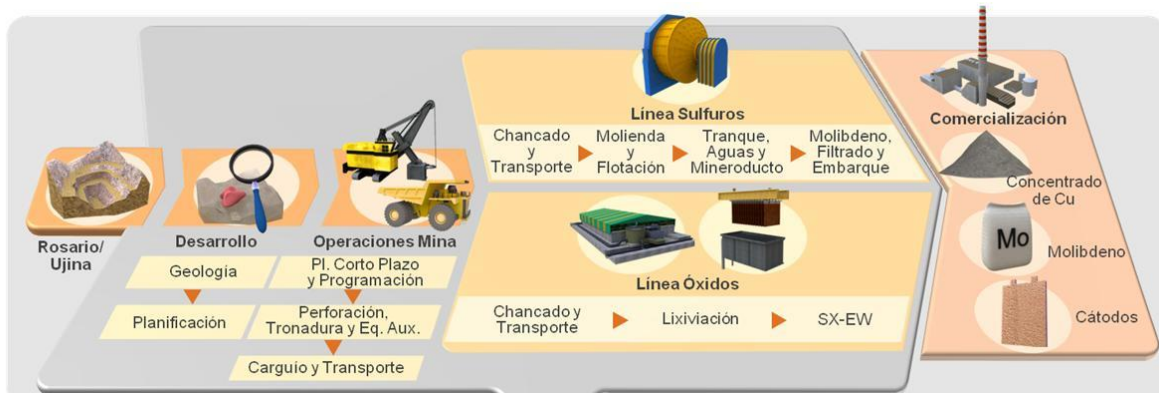 Rosario/
Ujina
Desarrollo
Geología
Planificación
Operaciones Mina
Pl. Corto Plazo
y Programación
Perforación,
Tronadura y Eq. Aux.
Carguío y Transporte
Línea Sulfuros
Chancado
y
Transporte
Molienda
y
Flotación
Tranque,
Aguas y
Mineroducto
Molibdeno,
Filtrado y
Embarque
Línea Óxidos
Chancado y
Transporte
Lixiviación
SX-EW
Comercialización
Concentrado
de Cu
Mo
Molibdeno
Cátodos